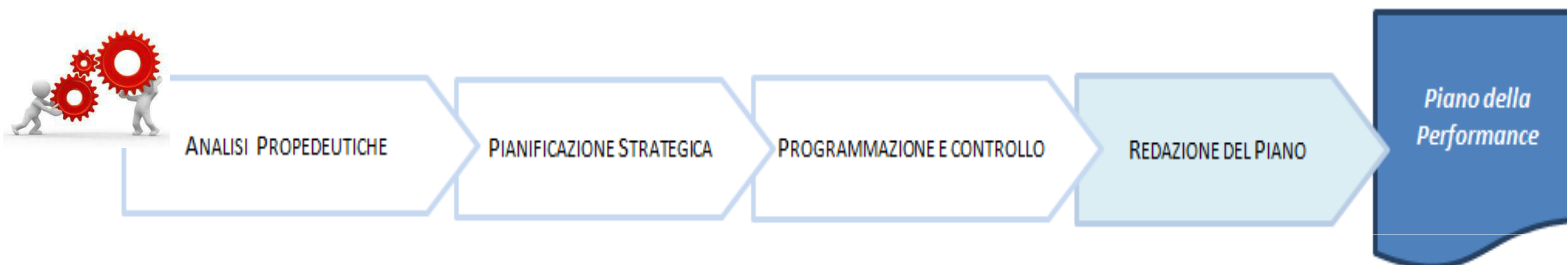 ANALISI PROPEDEUTICHE
PIANIFICAZIONE STRATEGICA
PROGRAMMAZIONE E CONTROLLO
REDAZIONE DEL PIANO
Piano della
Performance